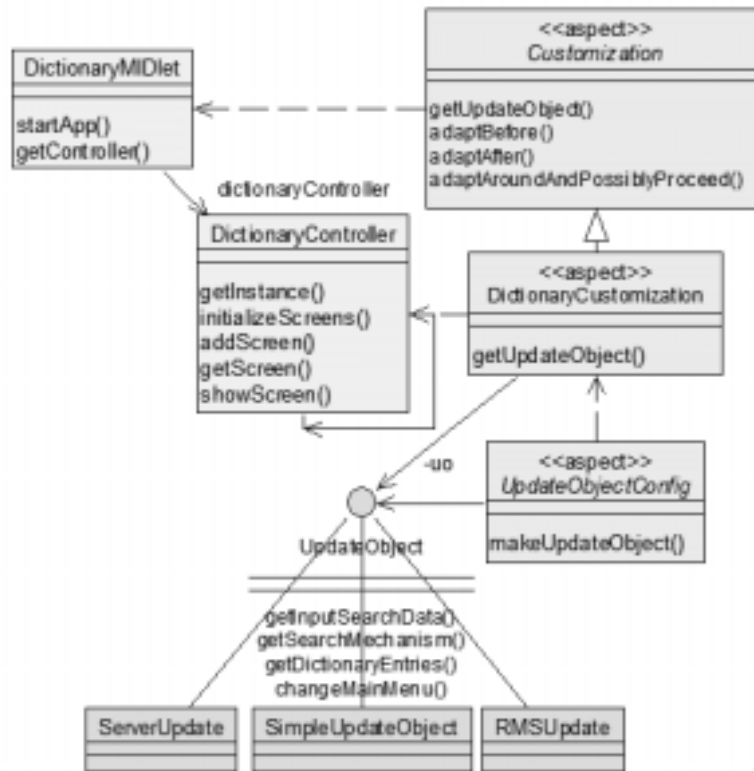 <<aspect>>
Customization
getUpdateObject()
adaptBefore()
adaptAfter()
adaptAroundAndPossiblyProceed()
DictionaryMIDlet
startApp()
getController()
dictionaryController
DictionaryController
getInstance()
initializeScreens()
addScreen()
getScreen()
showScreen()
<<aspect>>
DictionaryCustomization
getUpdateObject()
-uo
<<aspect>>
UpdateObjectConfig
makeUpdateObject()
UpdateObject
getInputSearchData()
getSearchMechanism()
getDictionaryEntries()
changeMainMenu()
ServerUpdate
SimpleUpdateObject
RMSUpdate